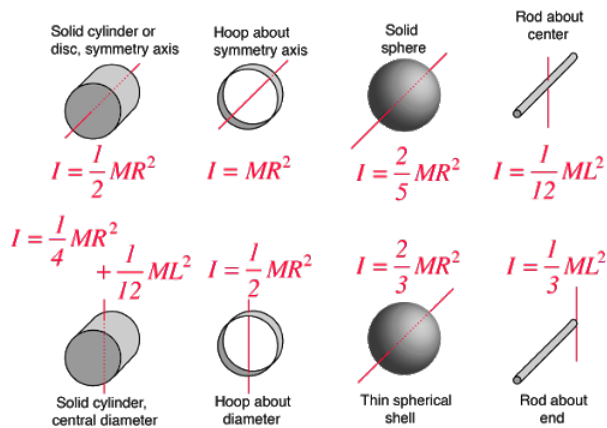 Solid cylinder or
disc, symmetry axis
Hoop about
symmetry axis
Solid
sphere
Rod about
center
I = 1/2 MR²
I = MR²
I = 2/5 MR²
I = 1/12 ML²
I = 1/4 MR²
+ 1/12 ML²
I = 1/2 MR²
I = 2/3 MR²
I = 1/3 ML²
Solid cylinder,
central diameter
Hoop about
diameter
Thin spherical
shell
Rod about
end